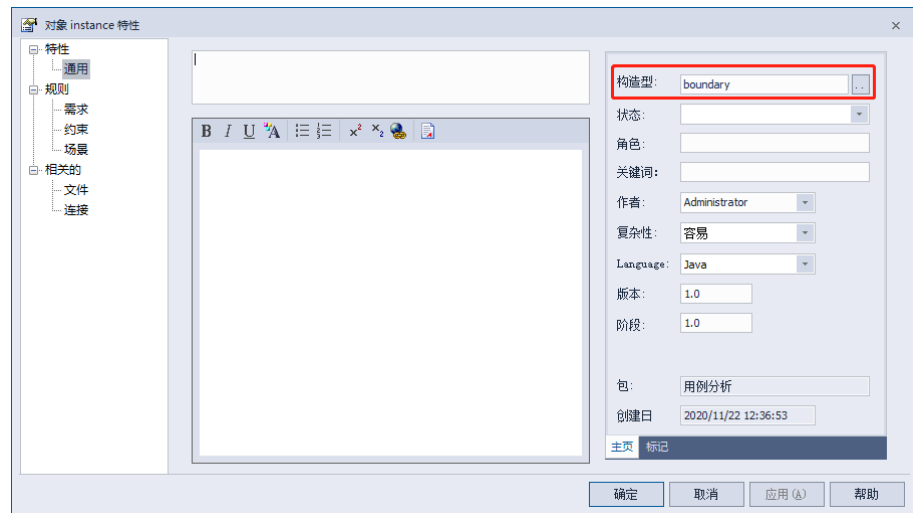 对象 instance 特性
特性
通用
规则
需求
约束
场景
相关的
文件
连接
B I U A x² ×₂
构造型: boundary ..
状态:
角色:
关键词:
作者: Administrator
复杂性: 容易
Language: Java
版本: 1.0
阶段: 1.0
包: 用例分析
创建日 2020/11/22 12:36:53
主页 标记
确定 取消 应用(A) 帮助